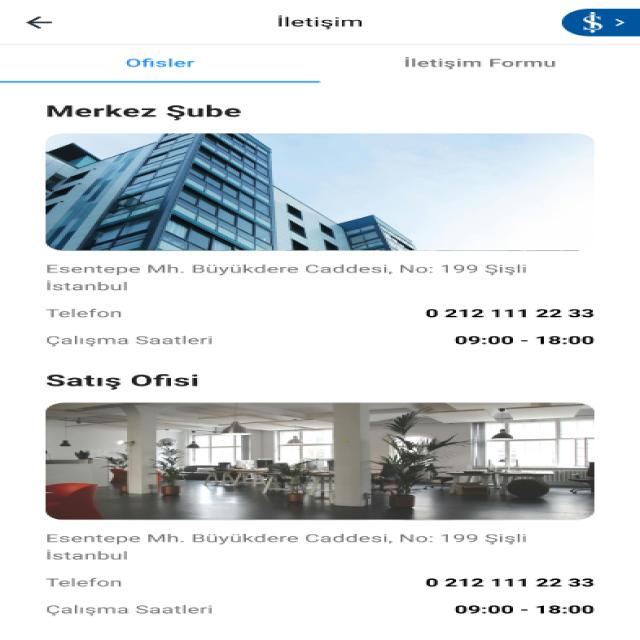 İletişim
>
Ofisler
İletişim Formu
Merkez Şube
Esentepe Mh. Büyükdere Caddesi, No: 199 Şişli
İstanbul
Telefon 0 212 111 22 33
Çalışma Saatleri 09:00 - 18:00
Satış Ofisi
Esentepe Mh. Büyükdere Caddesi, No: 199 Şişli
İstanbul
Telefon 0 212 111 22 33
Çalışma Saatleri 09:00 - 18:00